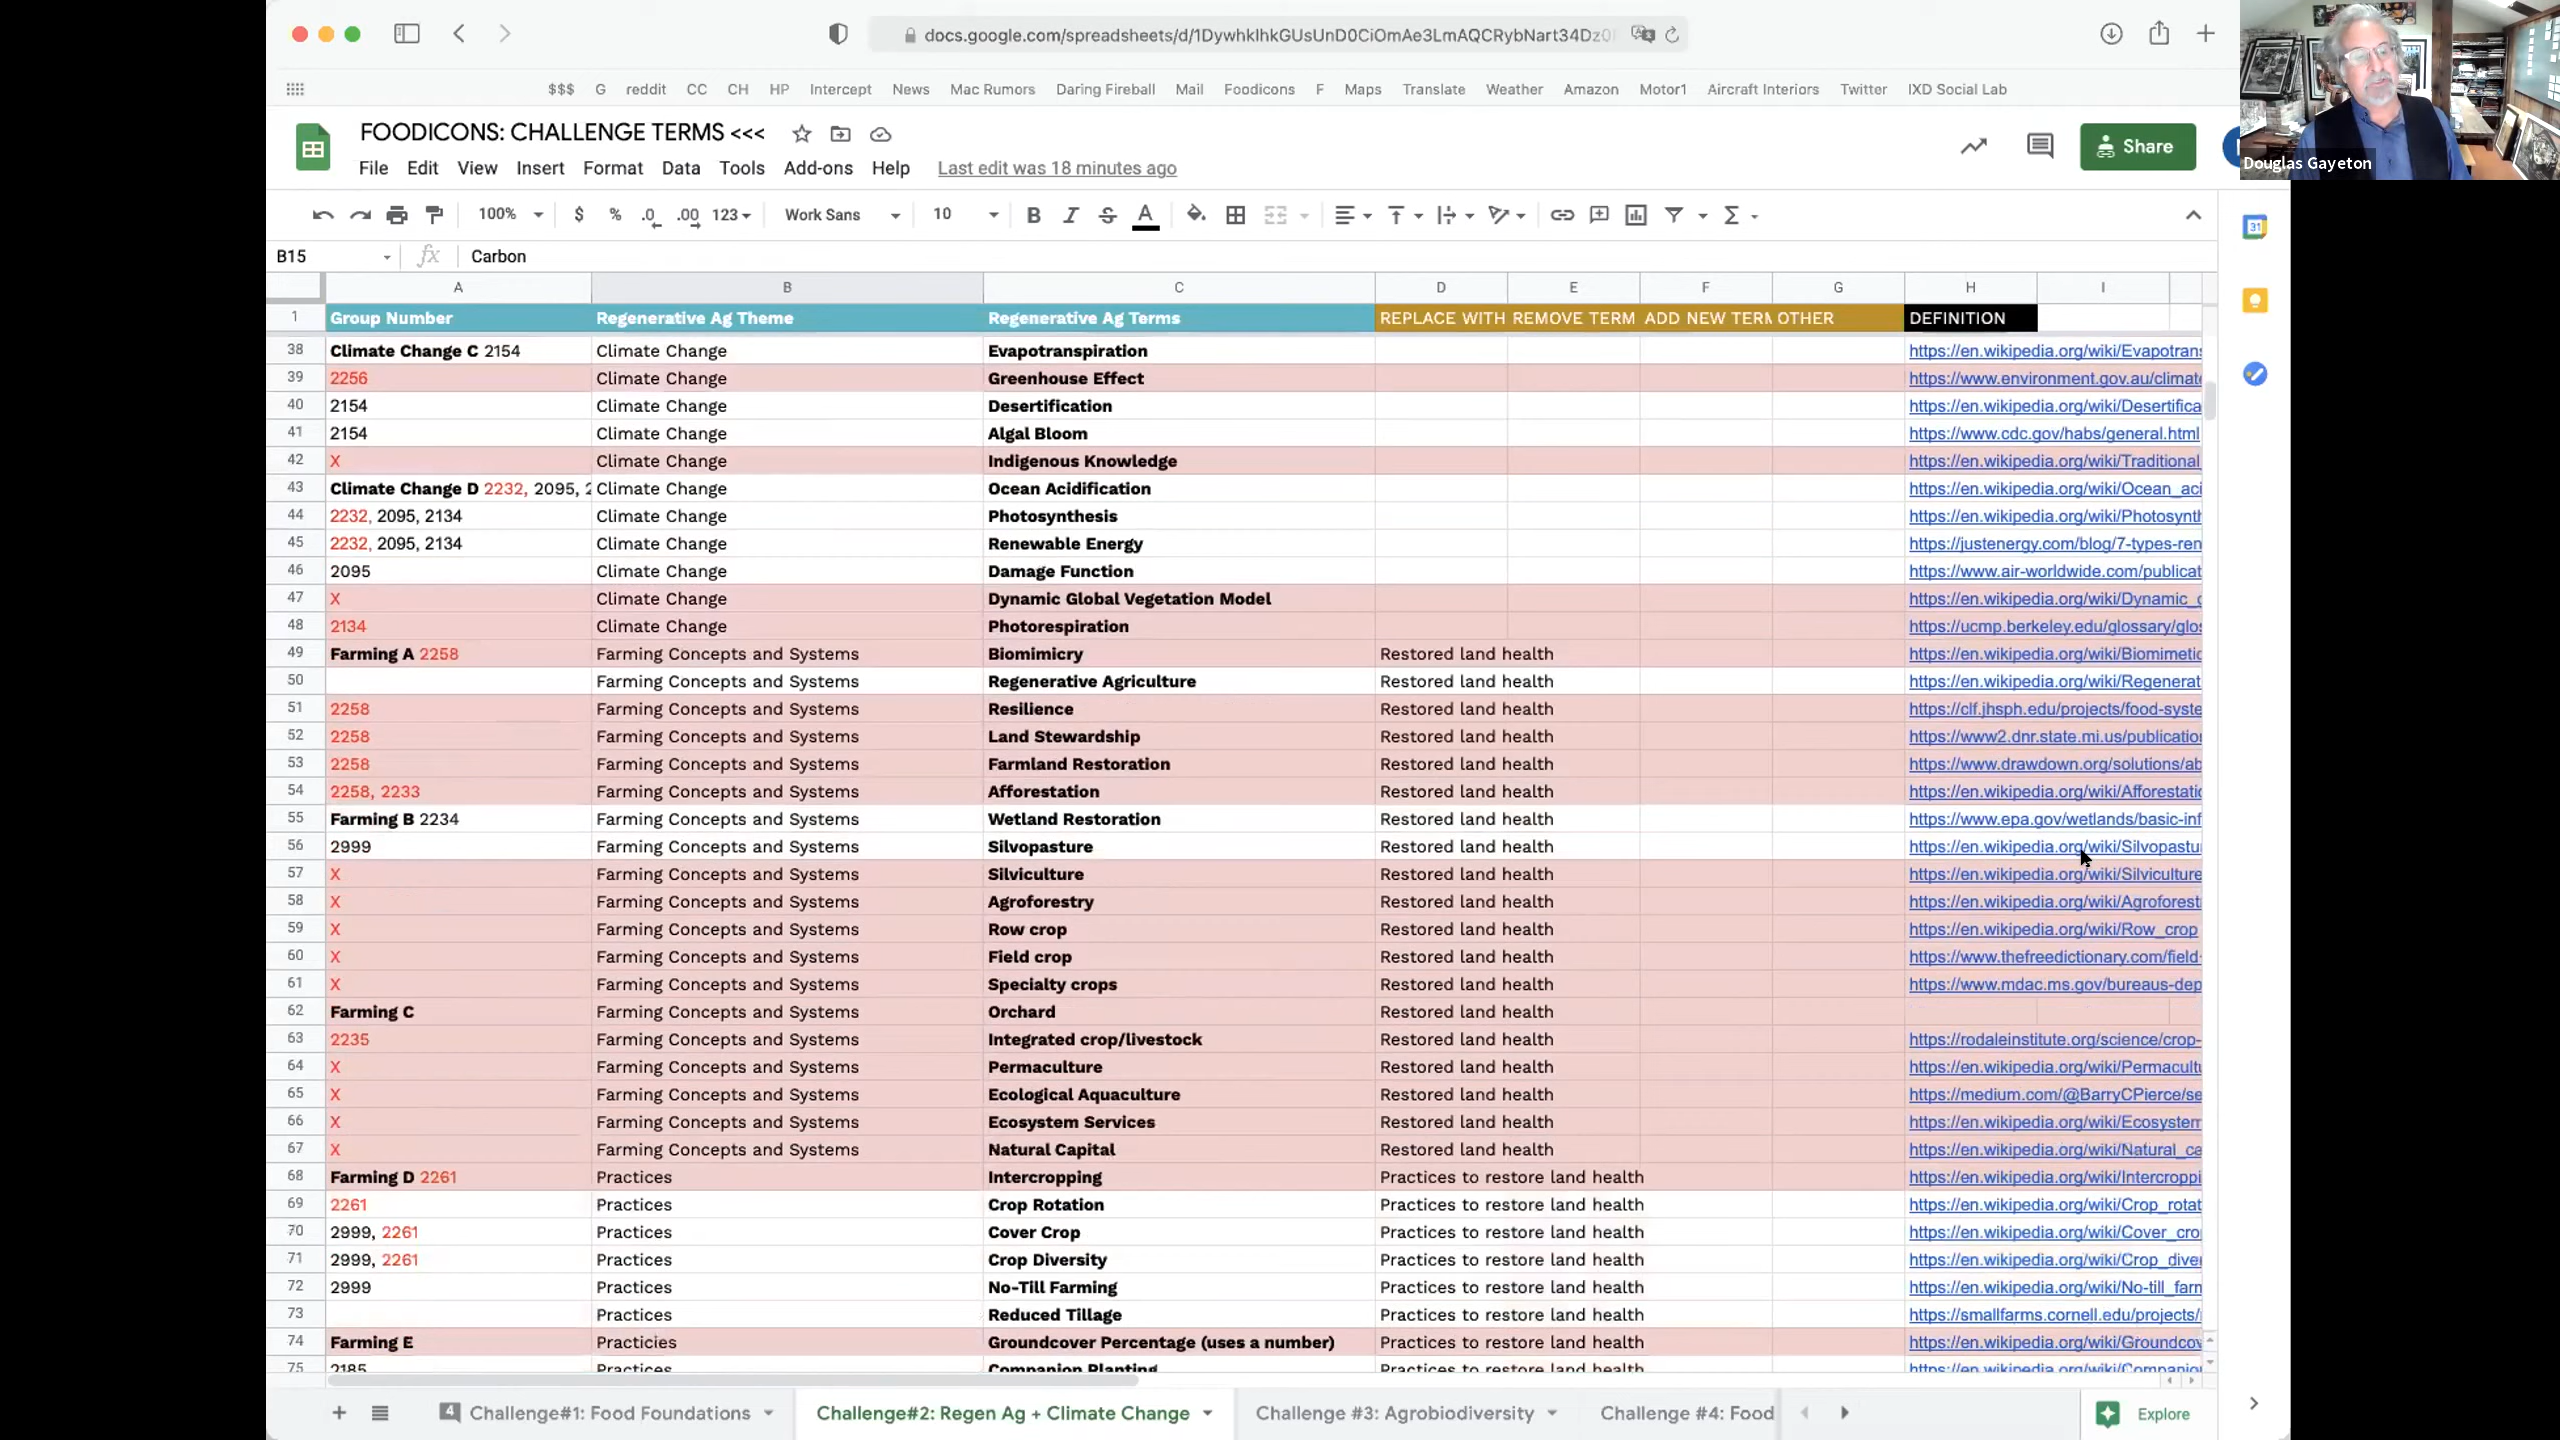 docs.google.com/spreadsheets/d/1DywhkIhkGUsUnD0CiOmAe3LmAQCRybNart34Dz0
$$$ G reddit CC CH HP Intercept News Mac Rumors Daring Fireball Mail Foodicons F Maps Translate Weather Amazon Motor1 Aircraft Interiors Twitter IXD Social Lab
Douglas Gayeton
FOODICONS: CHALLENGE TERMS <<<
Share
File Edit View Insert Format Data Tools Add-ons Help Last edit was 18 minutes ago
100% $ % .0 .00 123 Work Sans 10 B I S A
31
B15 fx Carbon
A B C D E F G H I
1 Group Number Regenerative Ag Theme Regenerative Ag Terms REPLACE WITH REMOVE TERM ADD NEW TERM OTHER DEFINITION
38 Climate Change C 2154 Climate Change Evapotranspiration https://en.wikipedia.org/wiki/Evapotrans
39 2256 Climate Change Greenhouse Effect https://www.environment.gov.au/climate
40 2154 Climate Change Desertification https://en.wikipedia.org/wiki/Desertifica
41 2154 Climate Change Algal Bloom https://www.cdc.gov/habs/general.html
42 X Climate Change Indigenous Knowledge https://en.wikipedia.org/wiki/Traditional_
43 Climate Change D 2232, 2095, 2 Climate Change Ocean Acidification https://en.wikipedia.org/wiki/Ocean_aci
44 2232, 2095, 2134 Climate Change Photosynthesis https://en.wikipedia.org/wiki/Photosynth
45 2232, 2095, 2134 Climate Change Renewable Energy https://justenergy.com/blog/7-types-ren
46 2095 Climate Change Damage Function https://www.air-worldwide.com/publicat
47 X Climate Change Dynamic Global Vegetation Model https://en.wikipedia.org/wiki/Dynamic_g
48 2134 Climate Change Photorespiration https://ucmp.berkeley.edu/glossary/glos
49 Farming A 2258 Farming Concepts and Systems Biomimicry Restored land health https://en.wikipedia.org/wiki/Biomimetic
50 Farming Concepts and Systems Regenerative Agriculture Restored land health https://en.wikipedia.org/wiki/Regenerat
51 2258 Farming Concepts and Systems Resilience Restored land health https://clf.jhsph.edu/projects/food-syste
52 2258 Farming Concepts and Systems Land Stewardship Restored land health https://www2.dnr.state.mi.us/publication
53 2258 Farming Concepts and Systems Farmland Restoration Restored land health https://www.drawdown.org/solutions/ab
54 2258, 2233 Farming Concepts and Systems Afforestation Restored land health https://en.wikipedia.org/wiki/Afforestatio
55 Farming B 2234 Farming Concepts and Systems Wetland Restoration Restored land health https://www.epa.gov/wetlands/basic-inf
56 2999 Farming Concepts and Systems Silvopasture Restored land health https://en.wikipedia.org/wiki/Silvopastur
57 X Farming Concepts and Systems Silviculture Restored land health https://en.wikipedia.org/wiki/Silviculture
58 X Farming Concepts and Systems Agroforestry Restored land health https://en.wikipedia.org/wiki/Agroforest
59 X Farming Concepts and Systems Row crop Restored land health https://en.wikipedia.org/wiki/Row_crop
60 X Farming Concepts and Systems Field crop Restored land health https://www.thefreedictionary.com/field-
61 X Farming Concepts and Systems Specialty crops Restored land health https://www.mdac.ms.gov/bureaus-dep
62 Farming C Farming Concepts and Systems Orchard Restored land health
63 2235 Farming Concepts and Systems Integrated crop/livestock Restored land health https://rodaleinstitute.org/science/crop-
64 X Farming Concepts and Systems Permaculture Restored land health https://en.wikipedia.org/wiki/Permacultu
65 X Farming Concepts and Systems Ecological Aquaculture Restored land health https://medium.com/@BarryCPierce/se
66 X Farming Concepts and Systems Ecosystem Services Restored land health https://en.wikipedia.org/wiki/Ecosystem
67 X Farming Concepts and Systems Natural Capital Restored land health https://en.wikipedia.org/wiki/Natural_ca
68 Farming D 2261 Practices Intercropping Practices to restore land health https://en.wikipedia.org/wiki/Intercroppi
69 2261 Practices Crop Rotation Practices to restore land health https://en.wikipedia.org/wiki/Crop_rotat
70 2999, 2261 Practices Cover Crop Practices to restore land health https://en.wikipedia.org/wiki/Cover_cro
71 2999, 2261 Practices Crop Diversity Practices to restore land health https://en.wikipedia.org/wiki/Crop_diver
72 2999 Practices No-Till Farming Practices to restore land health https://en.wikipedia.org/wiki/No-till_farn
73 Practices Reduced Tillage Practices to restore land health https://smallfarms.cornell.edu/projects/
74 Farming E Practicies Groundcover Percentage (uses a number) Practices to restore land health https://en.wikipedia.org/wiki/Groundcov
75 2185 Practices Companion Planting Practices to restore land health https://en.wikipedia.org/wiki/Companion
4 Challenge#1: Food Foundations Challenge#2: Regen Ag + Climate Change Challenge #3: Agrobiodiversity Challenge #4: Food Explore